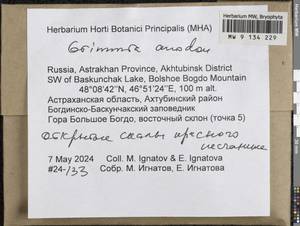 Herbarium Horti Botanici Principalis (MHA)
Herbarium MW, Bryophyta
MW 9 134 229
Grimmia anodon
Russia, Astrakhan Province, Akhtubinsk District
SW of Baskunchak Lake, Bolshoe Bogdo Mountain
48°08'42''N, 46°51'24''E, 100 m alt.
Астраханская область, Ахтубинский район
Богдинско-Баскунчакский заповедник
Гора Большое Богдо, восточный склон (точка 5)
открытые скалы красного
песчаника
7 May 2024 Coll. M. Ignatov & E. Ignatova
#24-133 Собр. М. Игнатов, Е. Игнатова